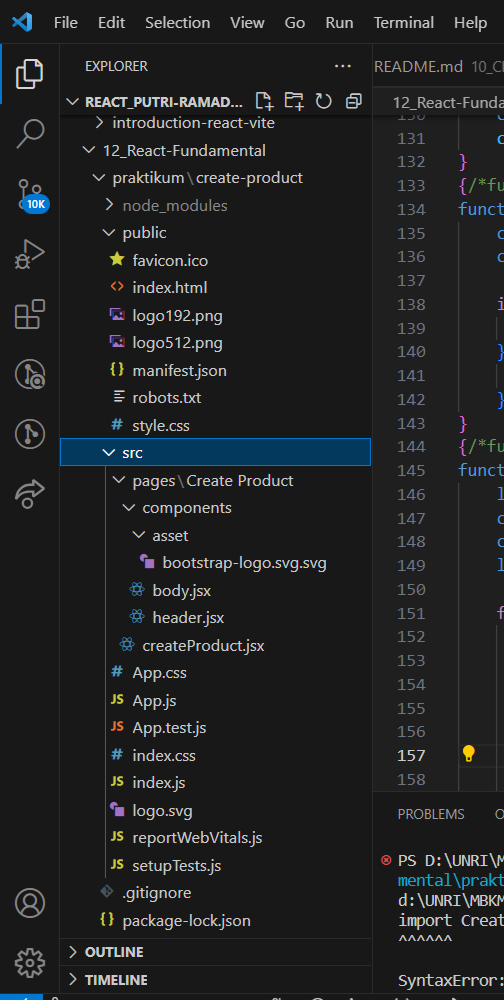 File Edit Selection View Go Run Terminal Help
EXPLORER
README.md 10_Cl
REACT_PUTRI-RAMAD...
12_React-Funda
introduction-react-vite
12_React-Fundamental
praktikum\create-product
node_modules
public
favicon.ico
index.html
logo192.png
logo512.png
manifest.json
robots.txt
style.css
src
pages\Create Product
components
asset
bootstrap-logo.svg.svg
body.jsx
header.jsx
createProduct.jsx
App.css
App.js
App.test.js
index.css
index.js
logo.svg
reportWebVitals.js
setupTests.js
.gitignore
package-lock.json
OUTLINE
TIMELINE
10K
131 c
132 }
133 {/*fu
134 funct
135 c
136 c
137
138 i
139
140 }
141
142 }
143 }
144 {/*fu
145 funct
146 l
147 c
148 c
149 l
150
151 f
152
153
154
155
156
157
158
PROBLEMS O
PS D:\UNRI\M
mental\prakt
d:\UNRI\MBKM
import Creat
^^^^^^
SyntaxError: